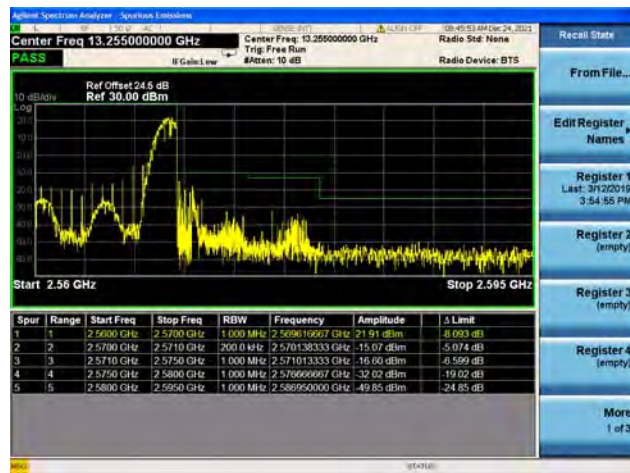 Agilent Spectrum Analyzer - Spurious Emissions
ALIGN OFF 09:45:53 AM Dec 24, 2021
Center Freq 13.255000000 GHz
Center Freq: 13.255000000 GHz
Radio Std: None
Trig: Free Run
PASS
IFGain:Low
#Atten: 10 dB
Radio Device: BTS
Ref Offset 24.5 dB
10 dB/div Ref 30.00 dBm
Log
Start 2.56 GHz
Stop 2.595 GHz
Spur Range Start Freq Stop Freq RBW Frequency Amplitude Δ Limit
1 1 2.5600 GHz 2.5700 GHz 1.000 MHz 2.569616667 GHz 21.91 dBm -8.093 dB
2 2 2.5700 GHz 2.5710 GHz 200.0 kHz 2.570138333 GHz -15.07 dBm -5.074 dB
3 3 2.5710 GHz 2.5750 GHz 1.000 MHz 2.571013333 GHz -16.60 dBm -6.599 dB
4 4 2.5750 GHz 2.5800 GHz 1.000 MHz 2.576666667 GHz -32.02 dBm -19.02 dB
5 5 2.5800 GHz 2.5950 GHz 1.000 MHz 2.586950000 GHz -49.85 dBm -24.85 dB
MSG
STATUS
Recall State
From File...
Edit Register
Names
Register 1
Last: 3/12/2019
3:54:55 PM
Register 2
(empty)
Register 3
(empty)
Register 4
(empty)
More
1 of 3